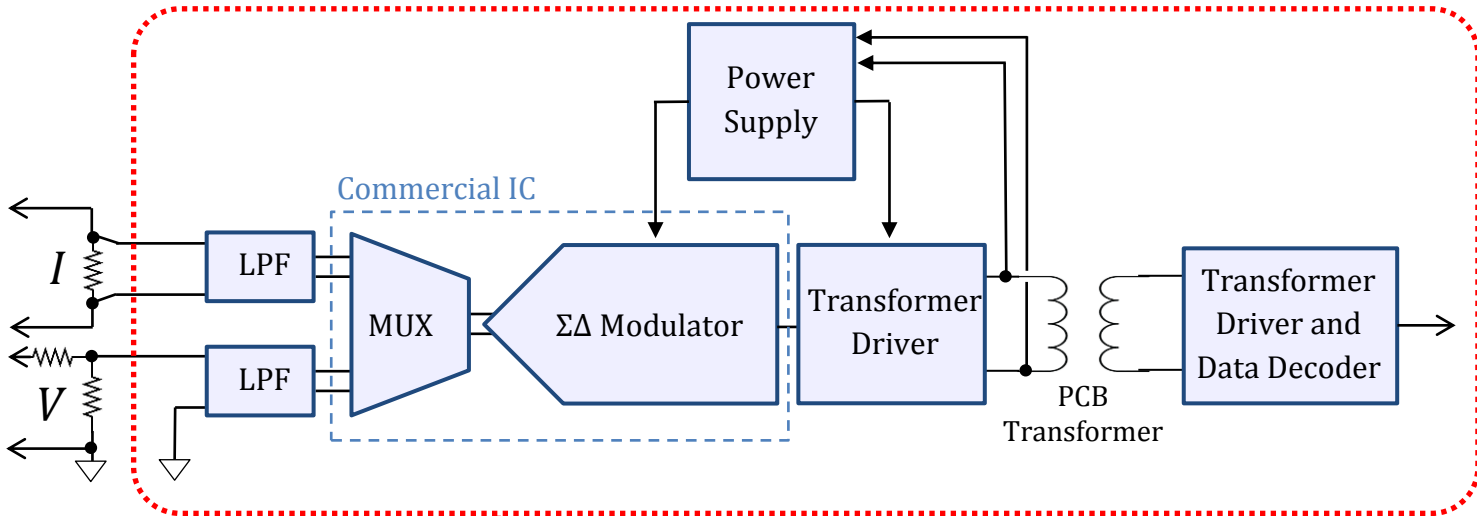 Power
Supply
Commercial IC
I
LPF
MUX
ΣΔ Modulator
Transformer
Driver
Transformer
Driver and
Data Decoder
V
LPF
PCB
Transformer